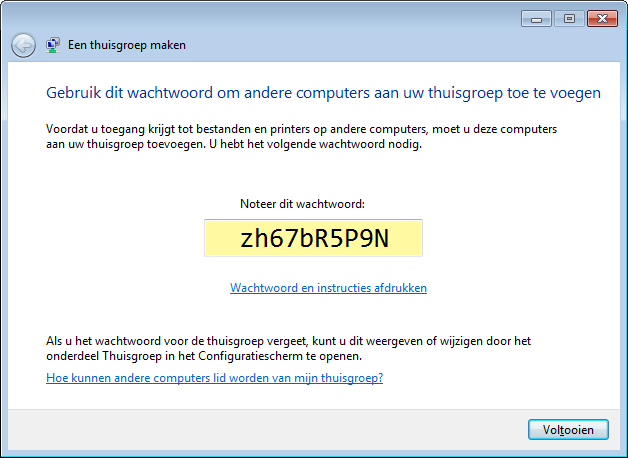 Een thuisgroep maken
Gebruik dit wachtwoord om andere computers aan uw thuisgroep toe te voegen
Voordat u toegang krijgt tot bestanden en printers op andere computers, moet u deze computers
aan uw thuisgroep toevoegen. U hebt het volgende wachtwoord nodig.
Noteer dit wachtwoord:
zh67bR5P9N
Wachtwoord en instructies afdrukken
Als u het wachtwoord voor de thuisgroep vergeet, kunt u dit weergeven of wijzigen door het
onderdeel Thuisgroep in het Configuratiescherm te openen.
Hoe kunnen andere computers lid worden van mijn thuisgroep?
Voltooien